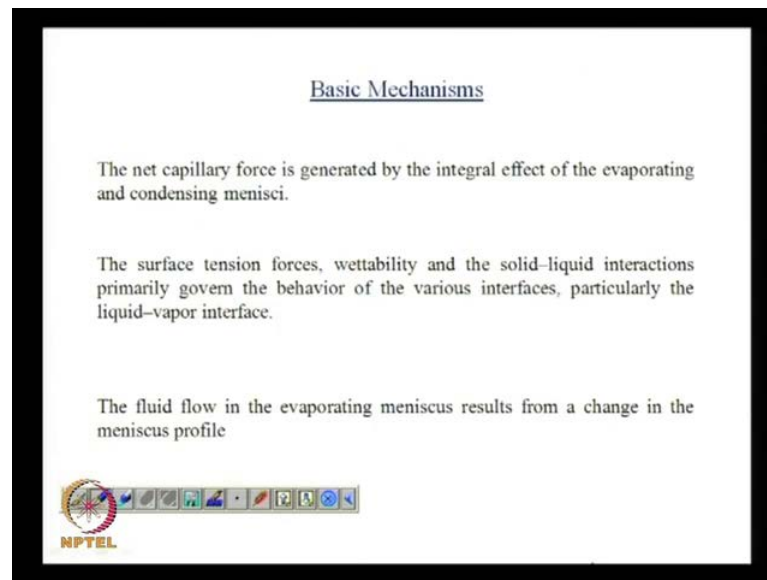 Basic Mechanisms
The net capillary force is generated by the integral effect of the evaporating
and condensing menisci.
The surface tension forces, wettability and the solid–liquid interactions
primarily govern the behavior of the various interfaces, particularly the
liquid–vapor interface.
The fluid flow in the evaporating meniscus results from a change in the
meniscus profile
NPTEL